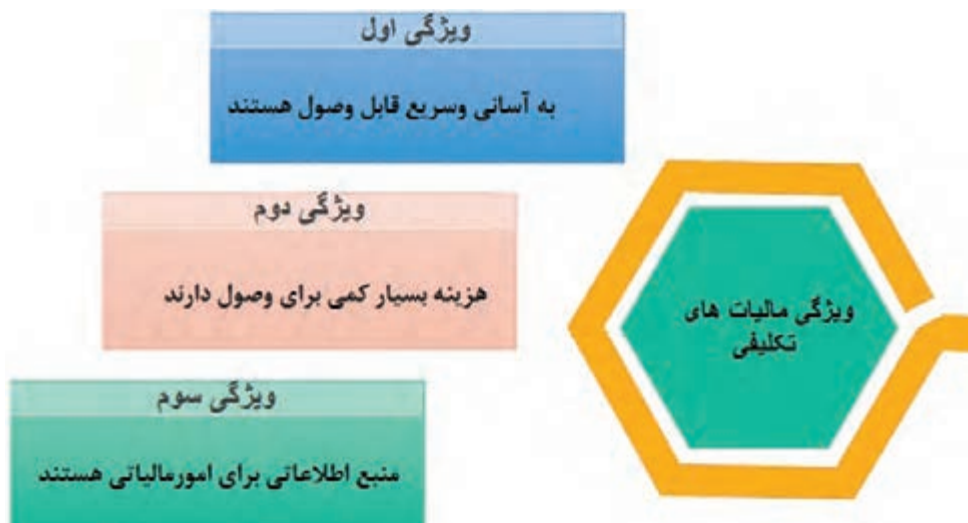 ویژگی مالیات های
تکلیفی
ویژگی اول
به آسانی وسریع قابل وصول هستند
ویژگی دوم
هزینه بسیار کمی برای وصول دارند
ویژگی سوم
منبع اطلاعاتی برای امورمالیاتی هستند